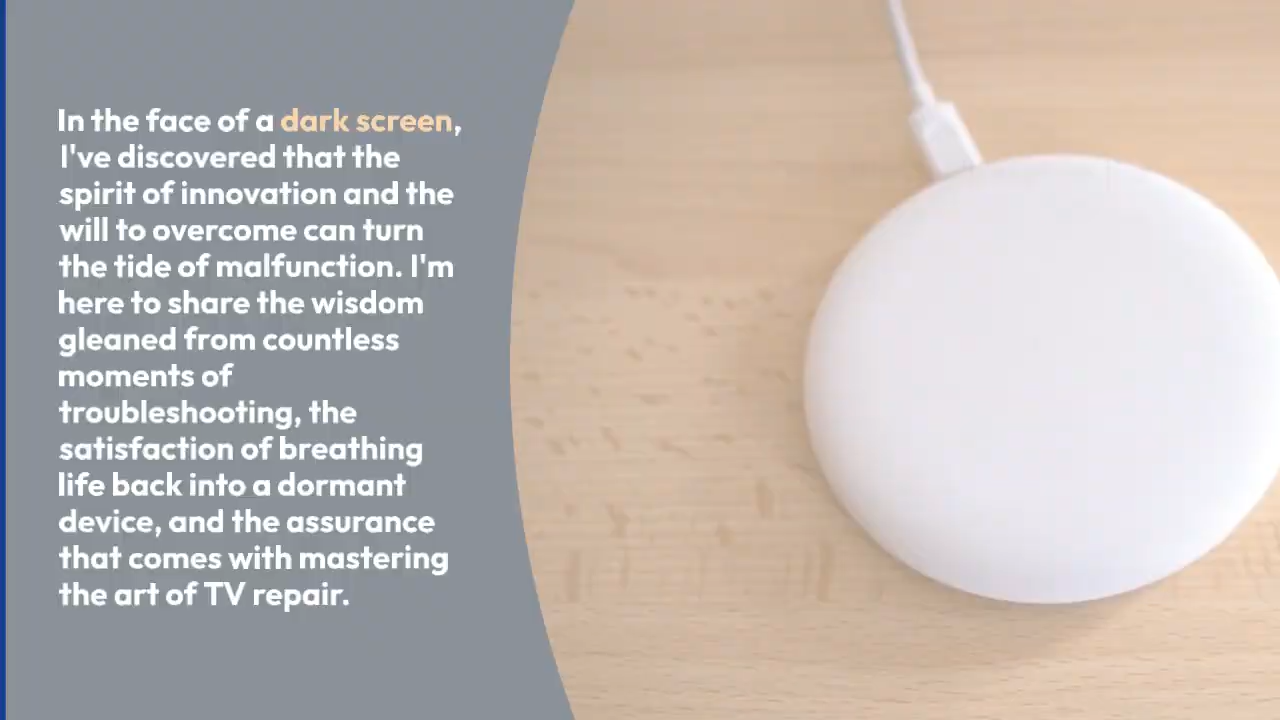 In the face of a dark screen,
I've discovered that the
spirit of innovation and the
will to overcome can turn
the tide of malfunction. I'm
here to share the wisdom
gleaned from countless
moments of
troubleshooting, the
satisfaction of breathing
life back into a dormant
device, and the assurance
that comes with mastering
the art of TV repair.